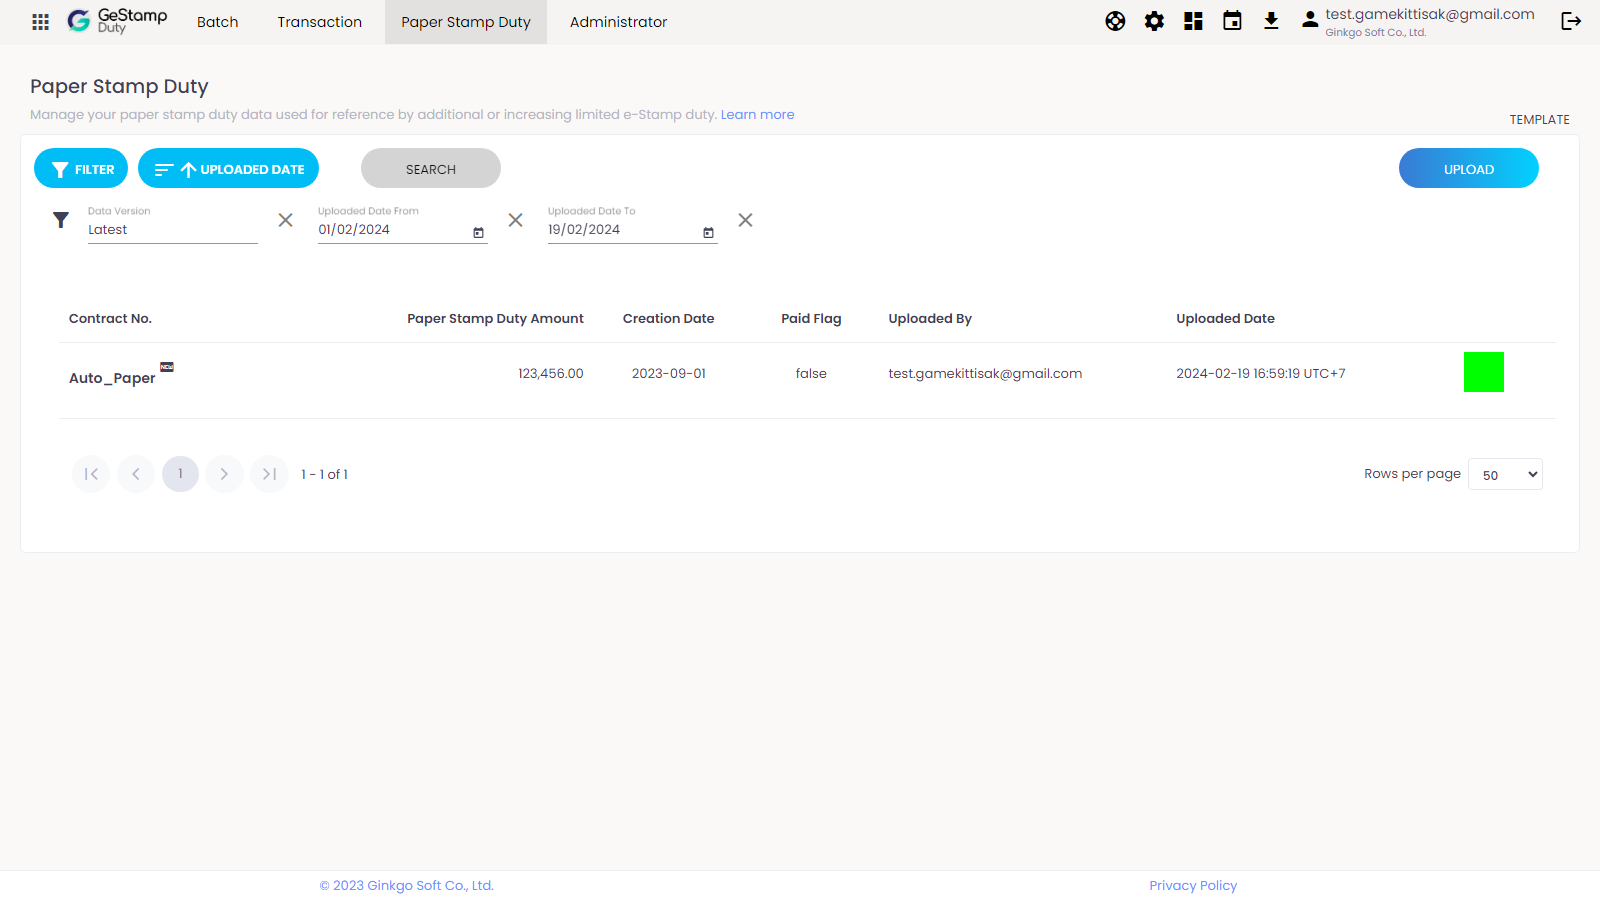 GeStamp
Duty
Batch
Transaction
Paper Stamp Duty
Administrator
test.gamekittisak@gmail.com
Ginkgo Soft Co., Ltd.
Paper Stamp Duty
Manage your paper stamp duty data used for reference by additional or increasing limited e-Stamp duty. Learn more
TEMPLATE
FILTER
UPLOADED DATE
SEARCH
UPLOAD
Data Version
Latest
Uploaded Date From
01/02/2024
Uploaded Date To
19/02/2024
Contract No. Paper Stamp Duty Amount Creation Date Paid Flag Uploaded By Uploaded Date
Auto_Paper NEW 123,456.00 2023-09-01 false test.gamekittisak@gmail.com 2024-02-19 16:59:19 UTC+7
1
1 - 1 of 1
Rows per page 50
© 2023 Ginkgo Soft Co., Ltd.
Privacy Policy